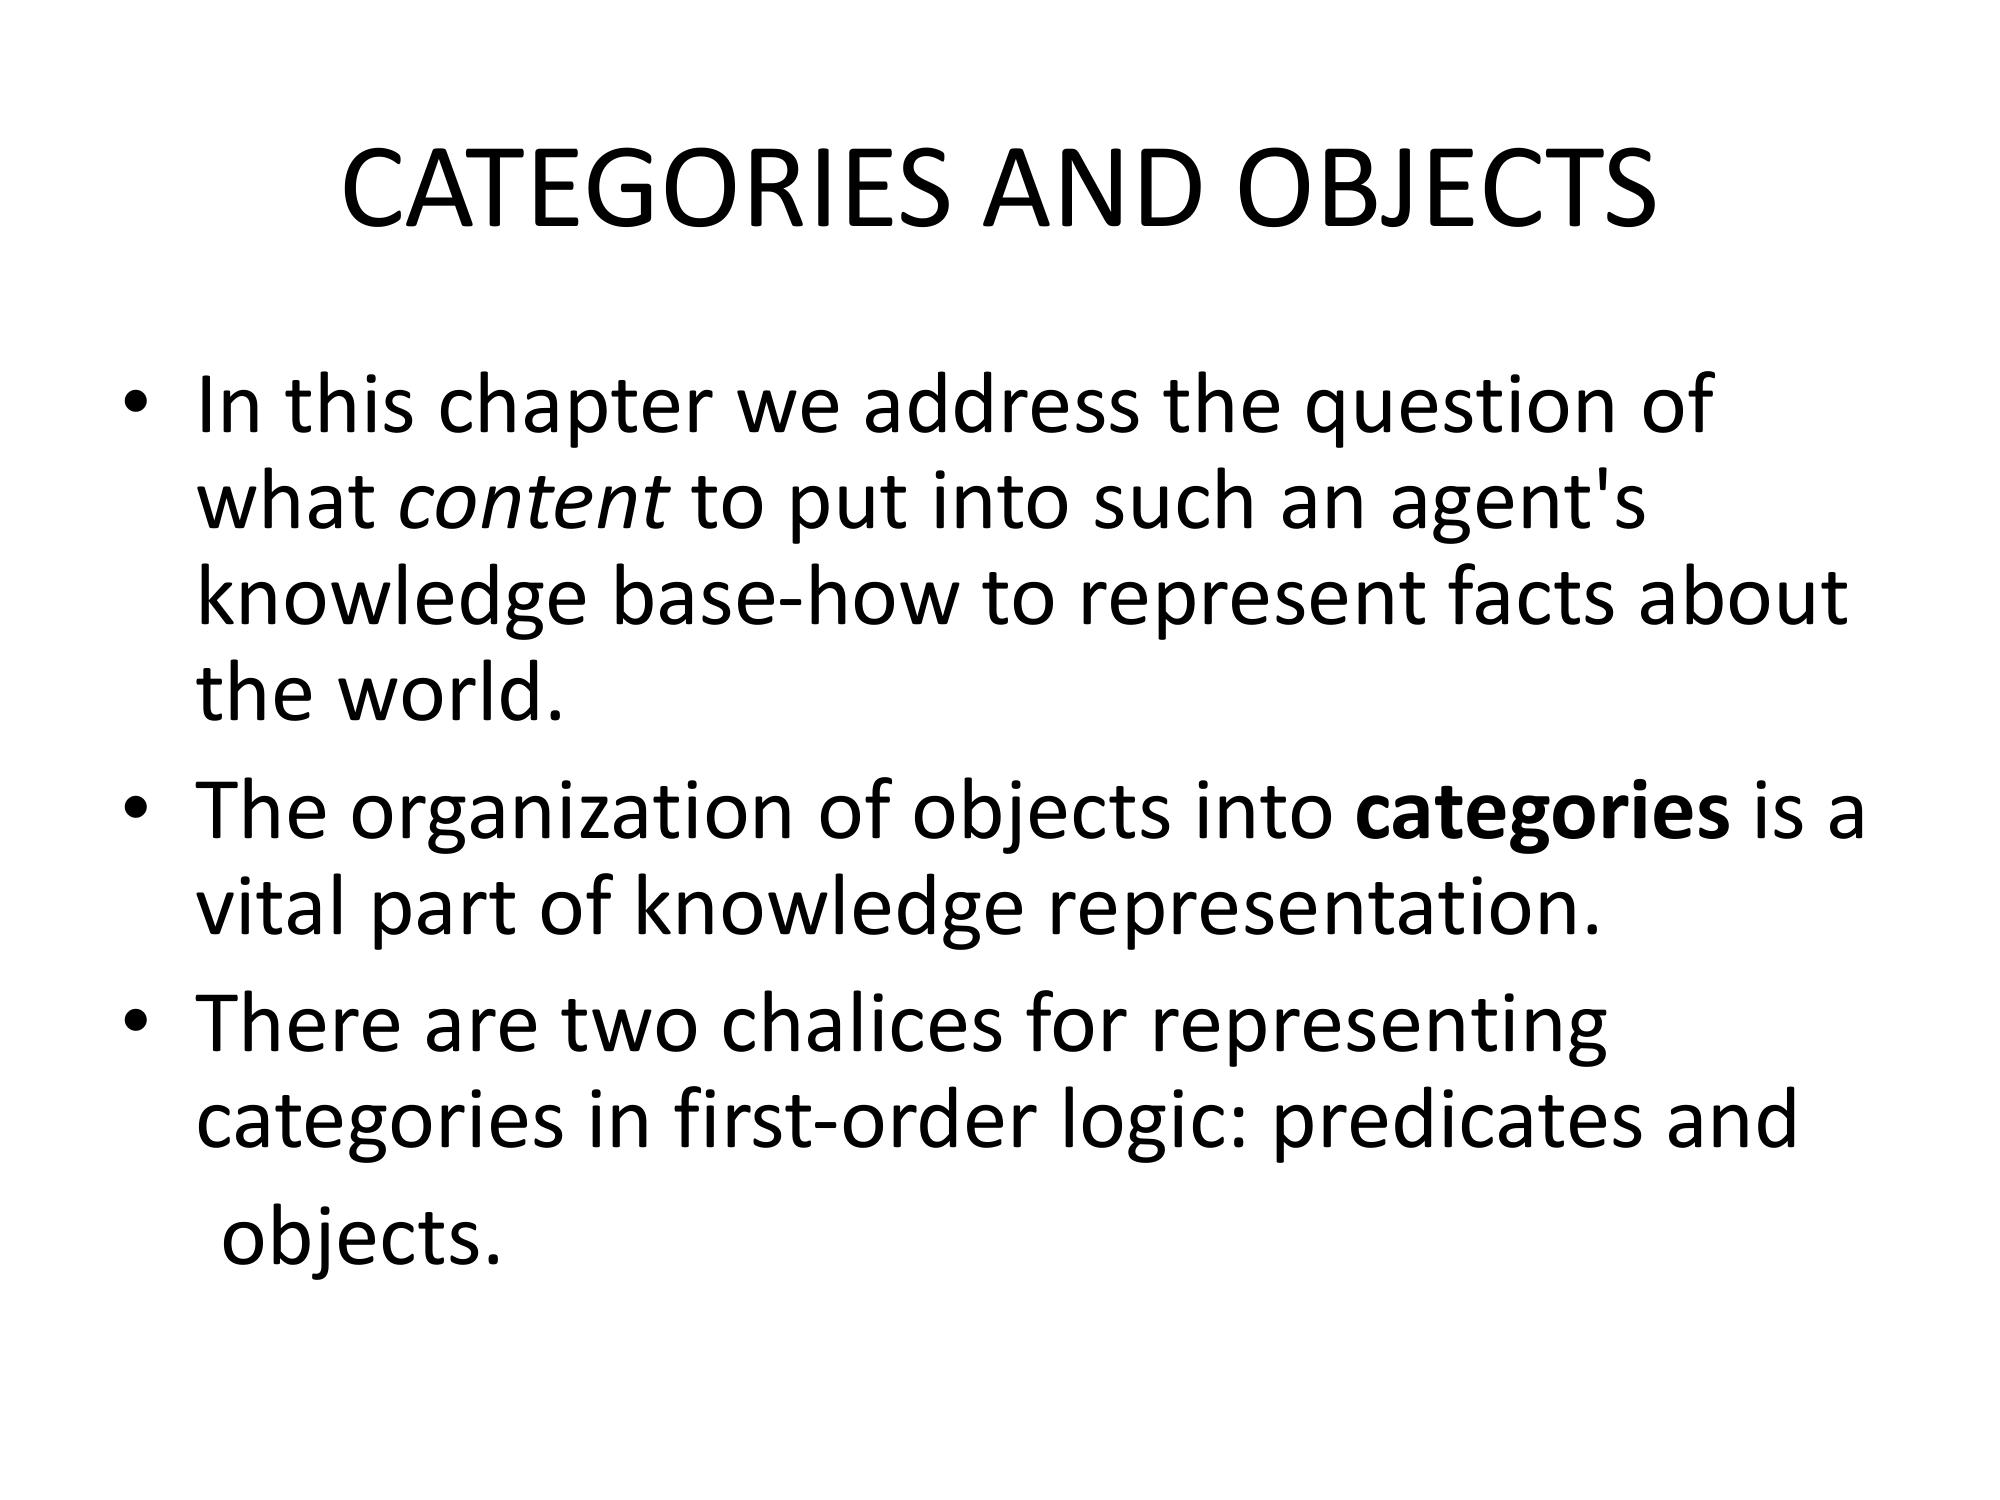 CATEGORIES AND OBJECTS
• In this chapter we address the question of
what content to put into such an agent's
knowledge base-how to represent facts about
the world.
• The organization of objects into categories is a
vital part of knowledge representation.
• There are two chalices for representing
categories in first-order logic: predicates and
objects.